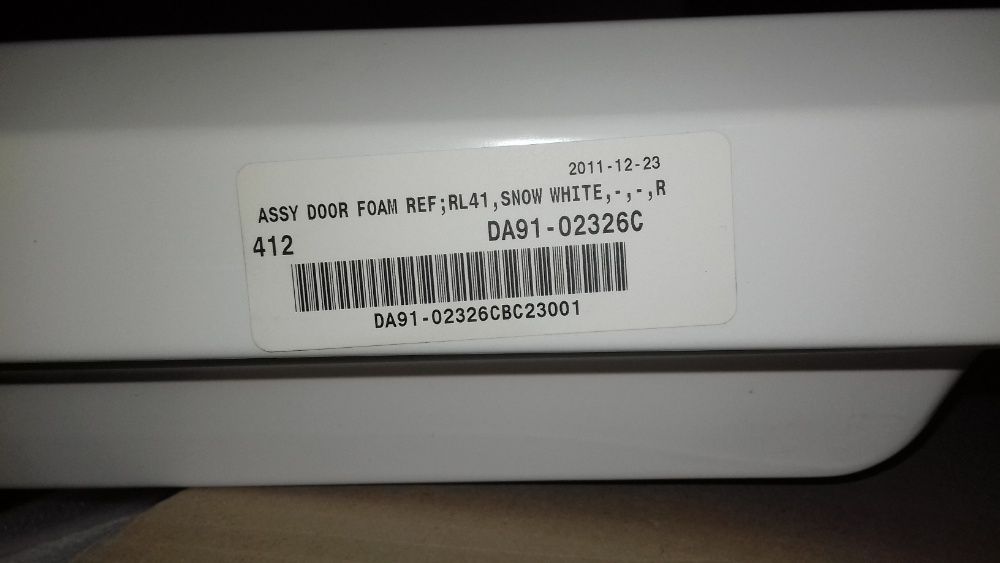 2011-12-23
ASSY DOOR FOAM REF;RL41,SNOW WHITE,-,-,R
412 DA91-02326C
DA91-02326CBC23001